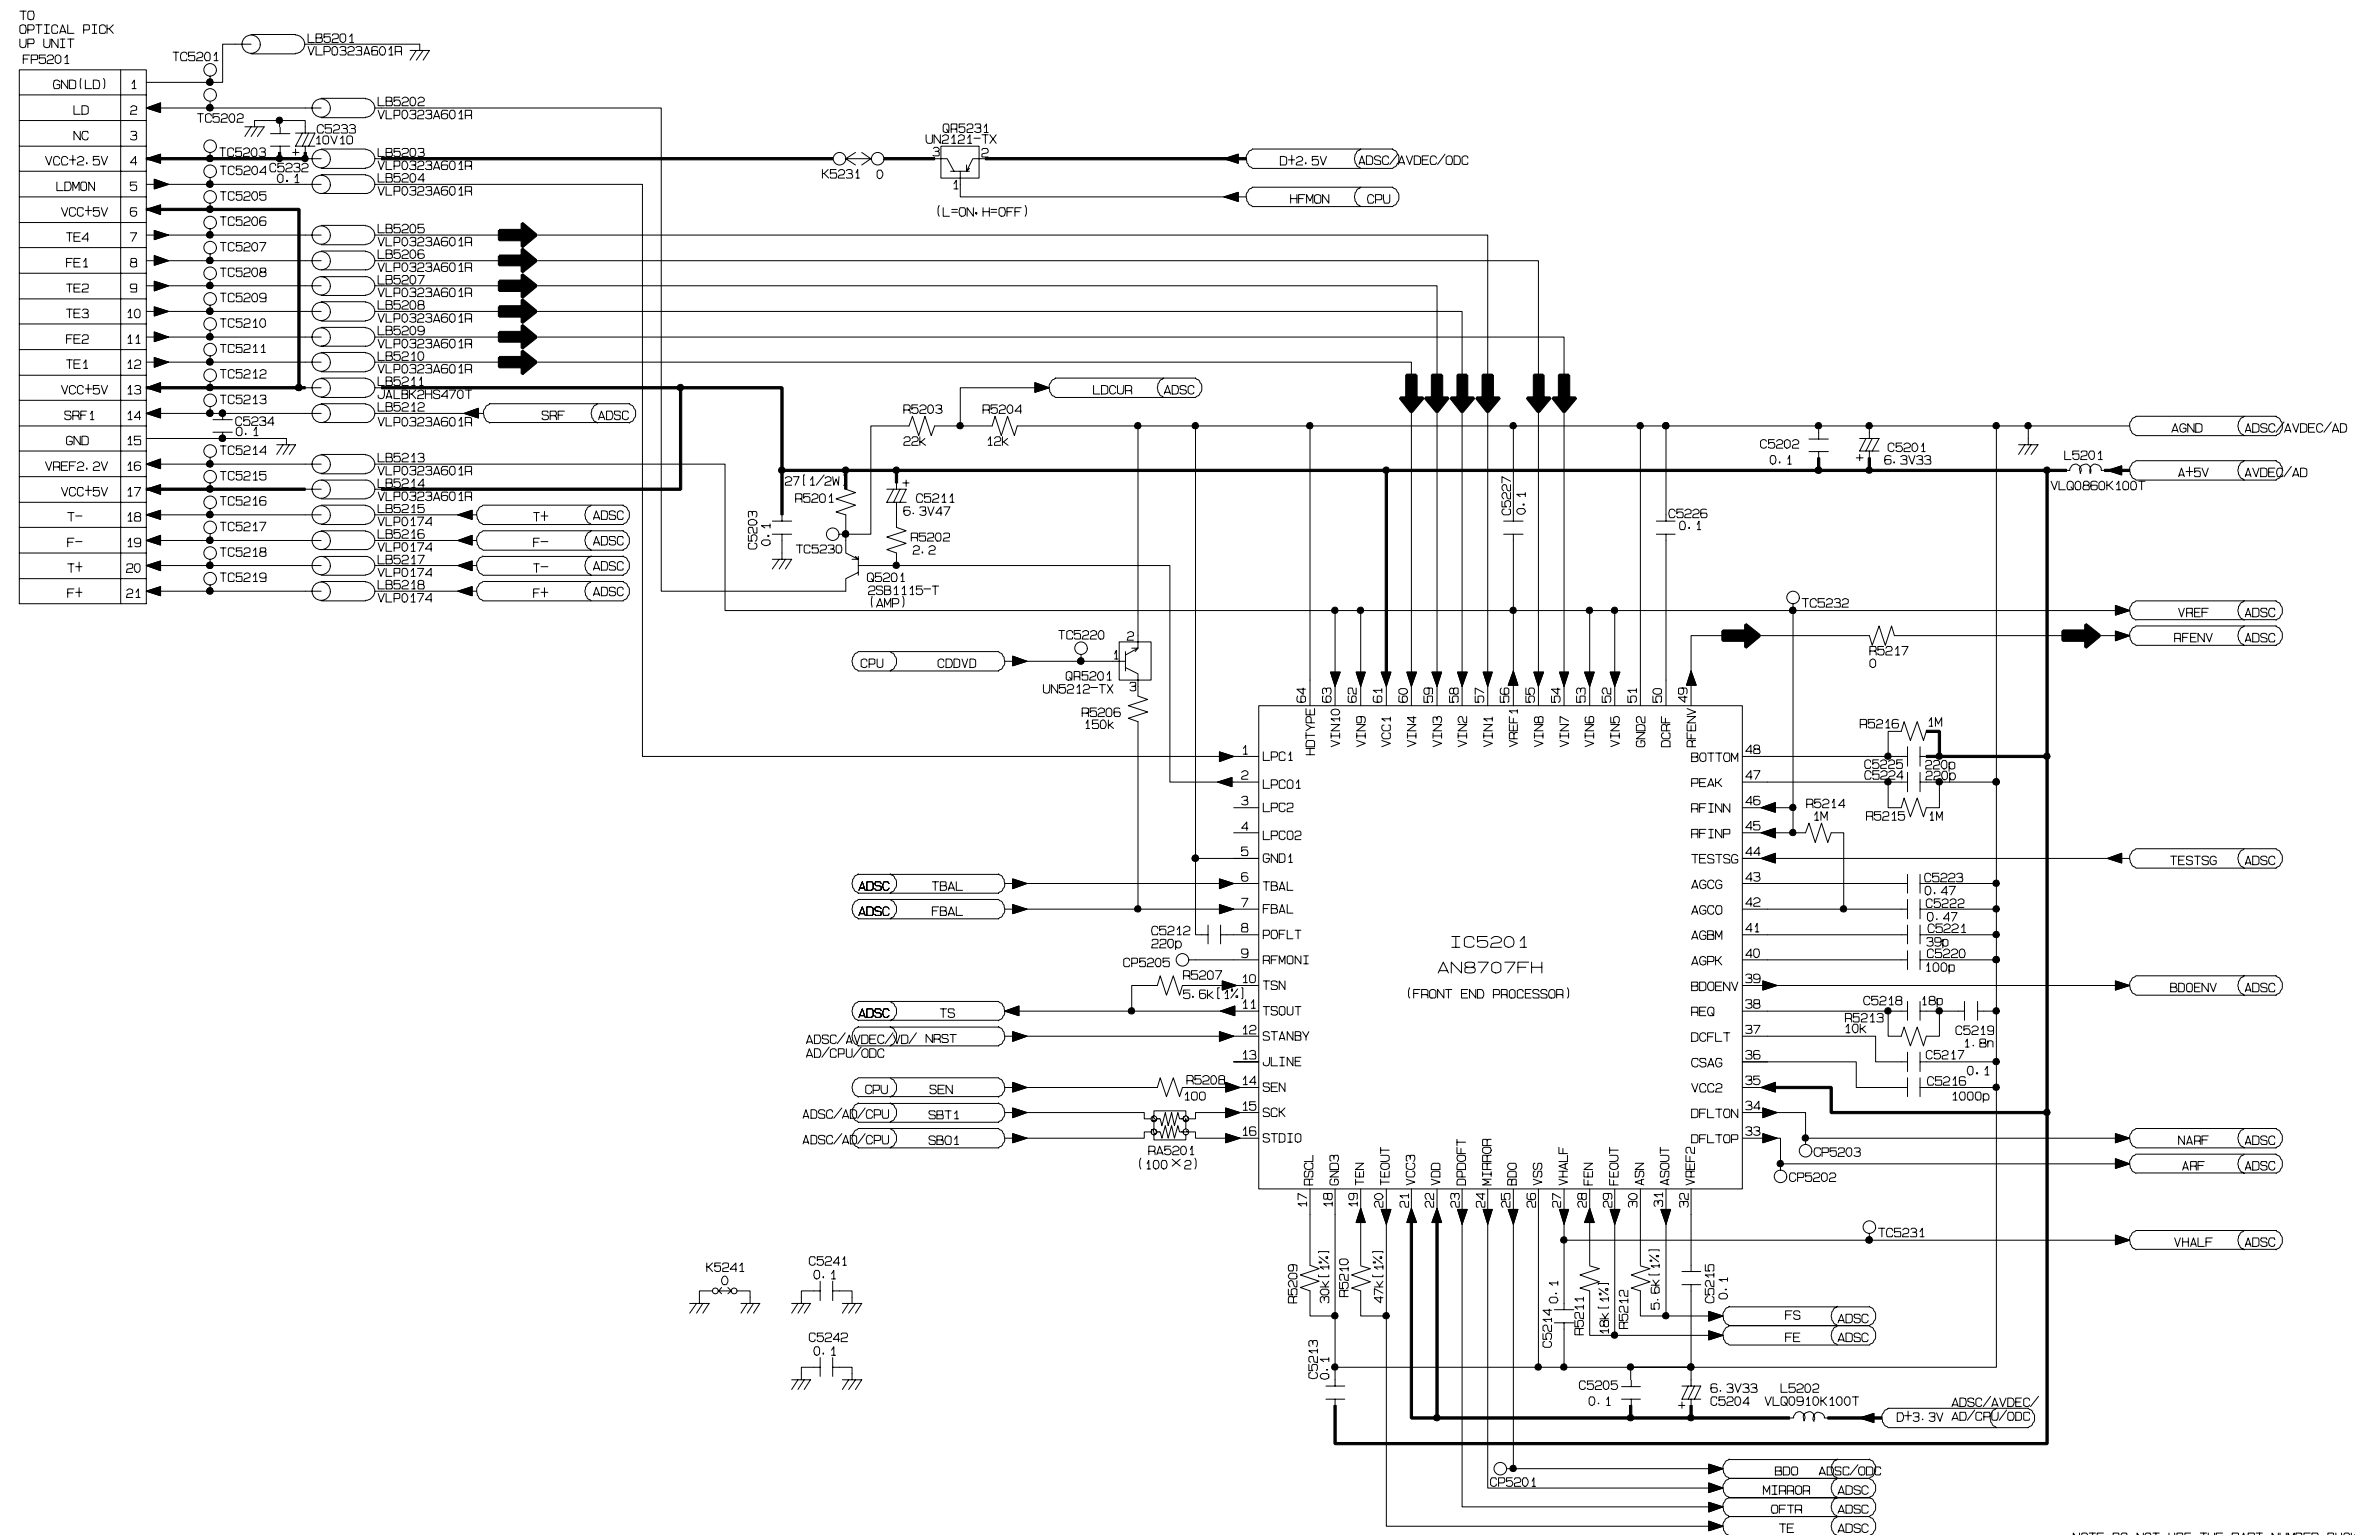 TO
OPTICAL PICK
UP UNIT
FP5201
GND(LD) 1
LD 2
NC 3
VCC+2.5V 4
LDMON 5
VCC+5V 6
TE4 7
FE1 8
TE2 9
TE3 10
FE2 11
TE1 12
VCC+5V 13
SRF1 14
GND 15
VREF2.2V 16
VCC+5V 17
T- 18
F- 19
T+ 20
F+ 21
TC5201
TC5202
TC5203
TC5204
TC5205
TC5206
TC5207
TC5208
TC5209
TC5210
TC5211
TC5212
TC5213
TC5214
TC5215
TC5216
TC5217
TC5218
TC5219
C5233
10V10
C5232
0.1
C5234
0.1
LB5201
VLP0323A601R
LB5202
VLP0323A601R
LB5203
VLP0323A601R
LB5204
VLP0323A601R
LB5205
VLP0323A601R
LB5206
VLP0323A601R
LB5207
VLP0323A601R
LB5208
VLP0323A601R
LB5209
VLP0323A601R
LB5210
VLP0323A601R
LB5211
JALBK2HS470T
LB5212
VLP0323A601R
LB5213
VLP0323A601R
LB5214
VLP0323A601R
LB5215
VLP0174
LB5216
VLP0174
LB5217
VLP0174
LB5218
VLP0174
SRF ADSC
T+ ADSC
F- ADSC
T- ADSC
F+ ADSC
K5231 0
QR5231
UN2121-TX
3 2
1
(L=ON,H=OFF)
D+2.5V ADSC/AVDEC/ODC
HFMON CPU
LDCUR ADSC
R5203
22k
R5204
12k
27[1/2W]
R5201
C5211
6.3V47
R5202
2.2
C5203
0.1
TC5230
Q5201
2SB1115-T
(AMP)
C5227
0.1
C5226
0.1
C5202
0.1
C5201
6.3V33
L5201
VLQ0860K100T
AGND ADSC/AVDEC/AD
A+5V AVDEC/AD
TC5232
VREF ADSC
RFENV ADSC
R5217
0
CPU CDDVD
TC5220
2
1
3
QR5201
UN5212-TX
R5206
150k
64 63 62 61 60 59 58 57 56 55 54 53 52 51 50 49
HDTYPE VIN10 VIN9 VCC1 VIN4 VIN3 VIN2 VIN1 VREF1 VIN8 VIN7 VIN6 VIN5 GND2 DCRF RFENV
1 LPC1
2 LPCO1
3 LPC2
4 LPCO2
5 GND1
6 TBAL
7 FBAL
8 POFLT
9 RFMONI
10 TSN
11 TSOUT
12 STANBY
13 JLINE
14 SEN
15 SCK
16 STDIO
IC5201
AN8707FH
(FRONT END PROCESSOR)
BOTTOM 48
PEAK 47
RFINN 46
RFINP 45
TESTSG 44
AGCG 43
AGCO 42
AGBM 41
AGPK 40
BDOENV 39
REQ 38
DCFLT 37
CSAG 36
VCC2 35
DFLTON 34
DFLTOP 33
RSCL GND3 TEN TEOUT VCC3 VDD DPDOFT MIRROR BDO VSS VHALF FEN FEOUT ASN ASOUT VREF2
17 18 19 20 21 22 23 24 25 26 27 28 29 30 31 32
ADSC TBAL
ADSC FBAL
C5212
220p
CP5205
R5207
5.6k[1%]
ADSC TS
ADSC/AVDEC/VD/ NRST
AD/CPU/ODC
CPU SEN
R5208
100
ADSC/AD/CPU SBT1
ADSC/AD/CPU SBO1
RA5201
(100×2)
R5216 1M
C5225 220p
C5224 220p
R5215 1M
R5214
1M
TESTSG ADSC
C5223
0.47
C5222
0.47
C5221
39p
C5220
100p
BDOENV ADSC
C5218 18p
R5213
10k
C5219
1.8n
C5217
0.1
C5216
1000p
NARF ADSC
CP5203
ARF ADSC
CP5202
TC5231
VHALF ADSC
R5209
30k[1%]
R5210
47k[1%]
C5214
0.1
R5211
18k[1%]
R5212
5.6k[1%]
C5215
0.1
FS ADSC
FE ADSC
C5213
0.1
C5205
0.1
6.3V33
C5204
L5202
VLQ0910K100T
ADSC/AVDEC/
D+3.3V AD/CPU/ODC
CP5201
BDO ADSC/ODC
MIRROR ADSC
OFTR ADSC
TE ADSC
K5241
0
C5241
0.1
C5242
0.1